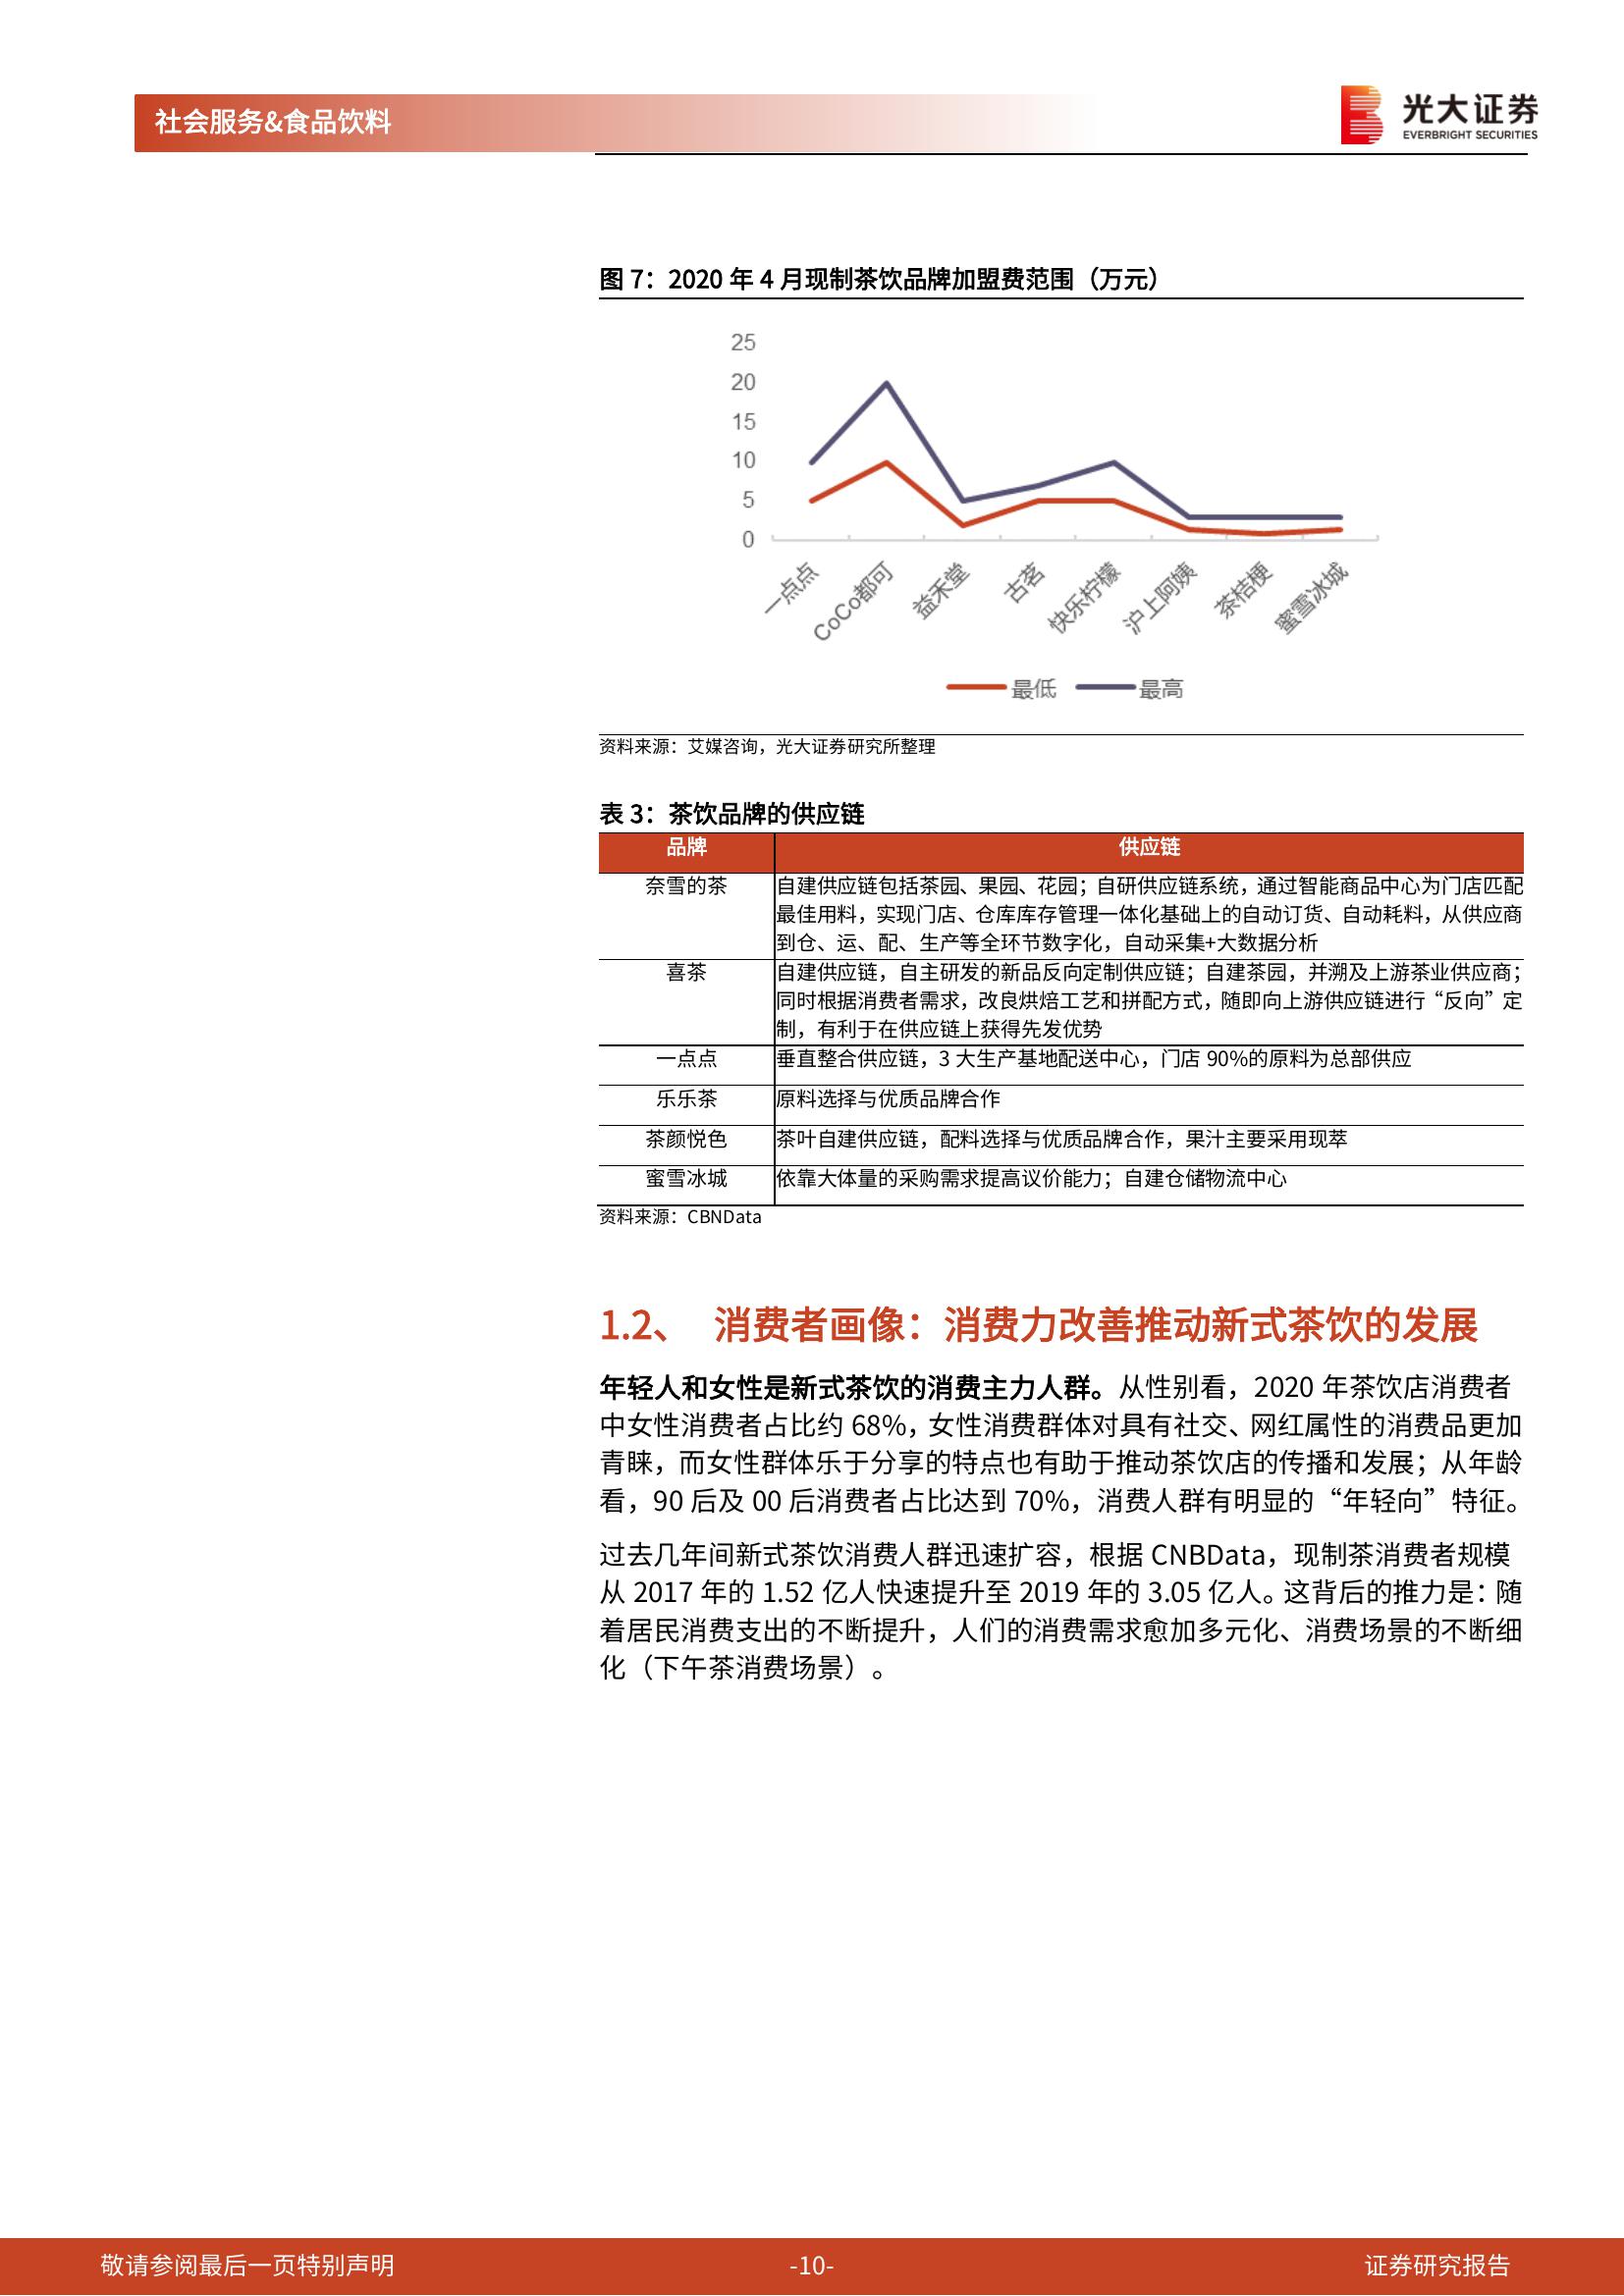 社会服务&食品饮料
光大证券
EVERBRIGHT SECURITIES
图 7：2020 年 4 月现制茶饮品牌加盟费范围（万元）
25
20
15
10
5
0
一点点
CoCo都可
益禾堂
古茗
快乐柠檬
沪上阿姨
茶桔梗
蜜雪冰城
最低 最高
资料来源：艾媒咨询，光大证券研究所整理
表 3：茶饮品牌的供应链
品牌 供应链
奈雪的茶 自建供应链包括茶园、果园、花园；自研供应链系统，通过智能商品中心为门店匹配
最佳用料，实现门店、仓库库存管理一体化基础上的自动订货、自动耗料，从供应商
到仓、运、配、生产等全环节数字化，自动采集+大数据分析
喜茶 自建供应链，自主研发的新品反向定制供应链；自建茶园，并溯及上游茶业供应商；
同时根据消费者需求，改良烘焙工艺和拼配方式，随即向上游供应链进行“反向”定
制，有利于在供应链上获得先发优势
一点点 垂直整合供应链，3 大生产基地配送中心，门店 90%的原料为总部供应
乐乐茶 原料选择与优质品牌合作
茶颜悦色 茶叶自建供应链，配料选择与优质品牌合作，果汁主要采用现萃
蜜雪冰城 依靠大体量的采购需求提高议价能力；自建仓储物流中心
资料来源：CBNData
1.2、 消费者画像：消费力改善推动新式茶饮的发展
年轻人和女性是新式茶饮的消费主力人群。从性别看，2020 年茶饮店消费者
中女性消费者占比约 68%，女性消费群体对具有社交、网红属性的消费品更加
青睐，而女性群体乐于分享的特点也有助于推动茶饮店的传播和发展；从年龄
看，90 后及 00 后消费者占比达到 70%，消费人群有明显的“年轻向”特征。
过去几年间新式茶饮消费人群迅速扩容，根据 CNBData，现制茶消费者规模
从 2017 年的 1.52 亿人快速提升至 2019 年的 3.05 亿人。这背后的推力是：随
着居民消费支出的不断提升，人们的消费需求愈加多元化、消费场景的不断细
化（下午茶消费场景）。
敬请参阅最后一页特别声明 -10- 证券研究报告